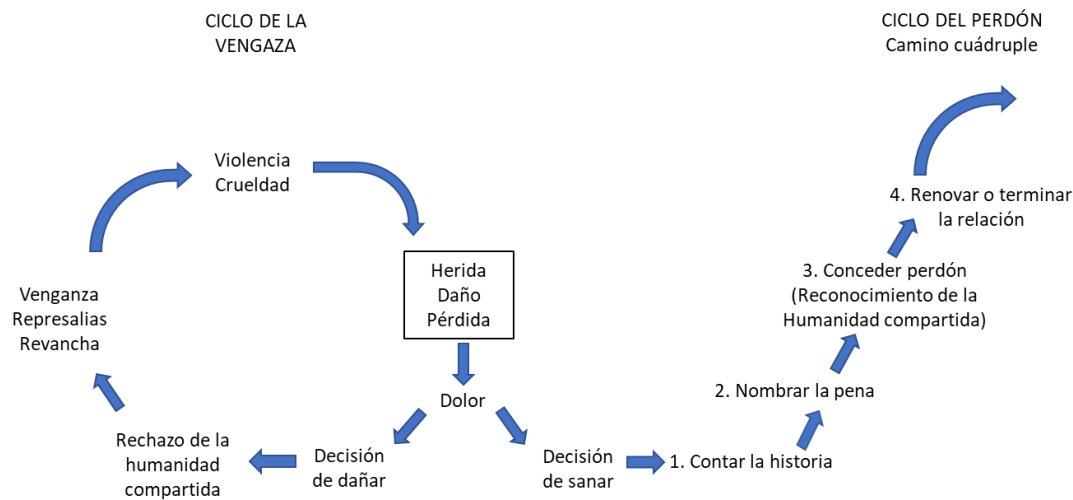 CICLO DE LA
VENGAZA
CICLO DEL PERDÓN
Camino cuádruple
Violencia
Crueldad
Herida
Daño
Pérdida
Venganza
Represalias
Revancha
Dolor
Rechazo de la
humanidad
compartida
Decisión
de dañar
Decisión
de sanar
1. Contar la historia
2. Nombrar la pena
3. Conceder perdón
(Reconocimiento de la
Humanidad compartida)
4. Renovar o terminar
la relación